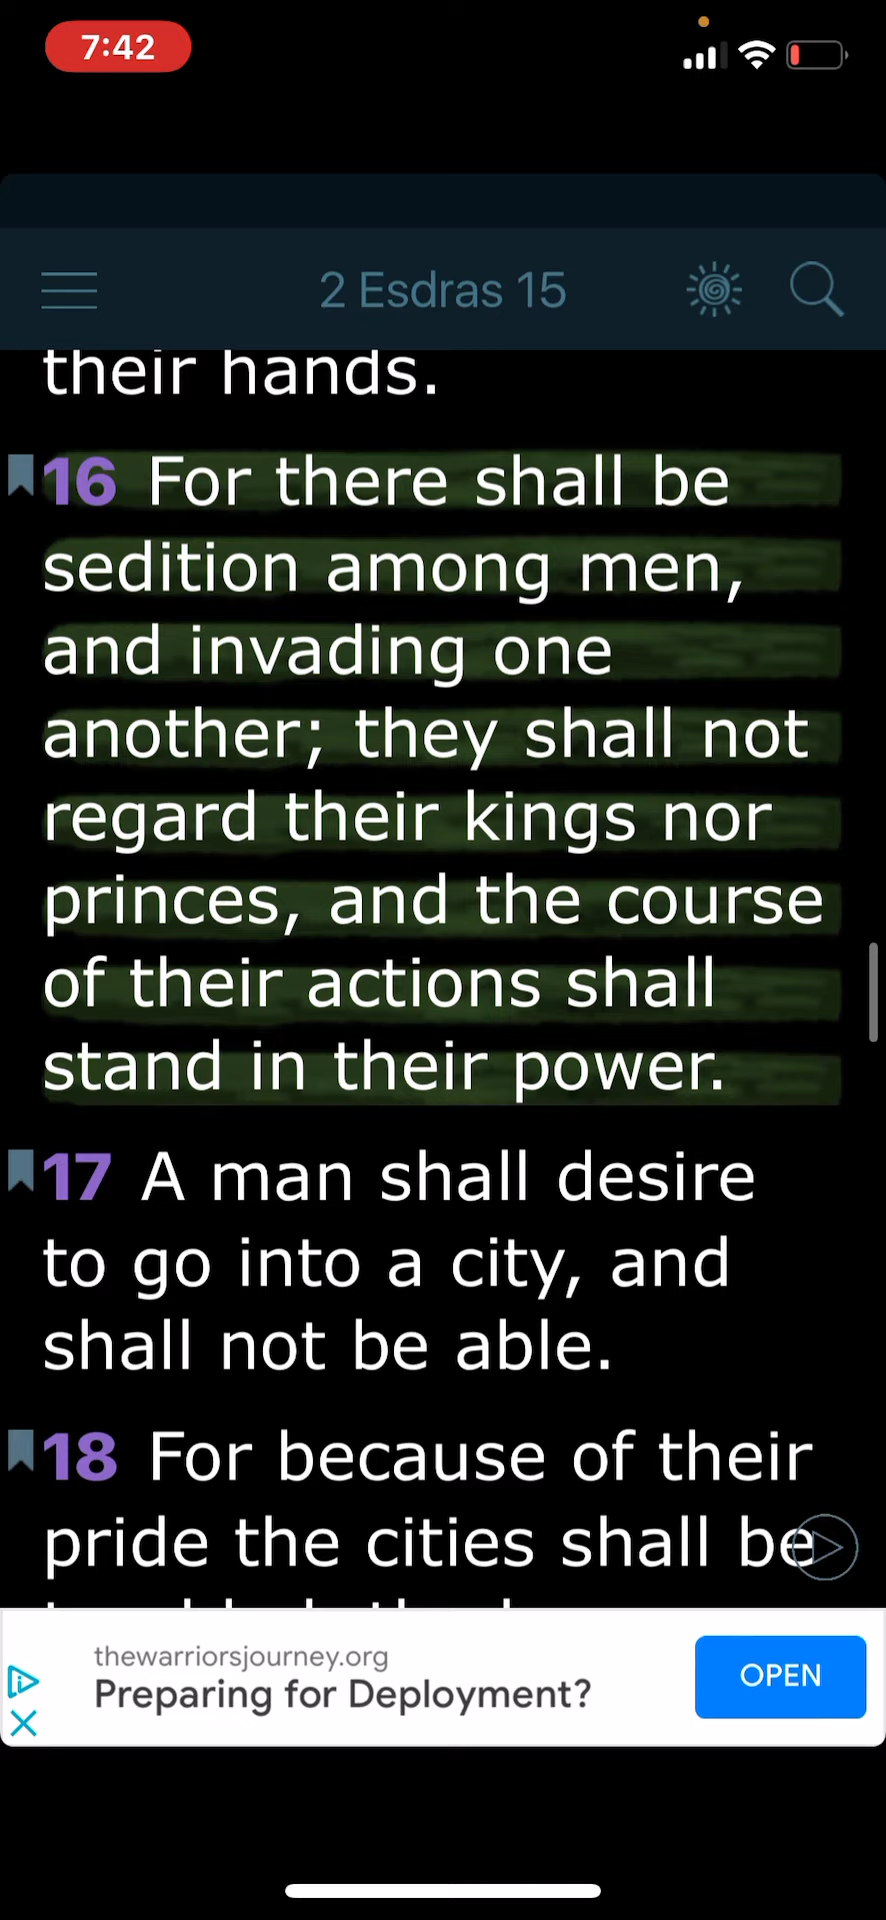 7:42
2 Esdras 15
their hands.
16 For there shall be
sedition among men,
and invading one
another; they shall not
regard their kings nor
princes, and the course
of their actions shall
stand in their power.
17 A man shall desire
to go into a city, and
shall not be able.
18 For because of their
pride the cities shall be
thewarriorsjourney.org
Preparing for Deployment?
OPEN